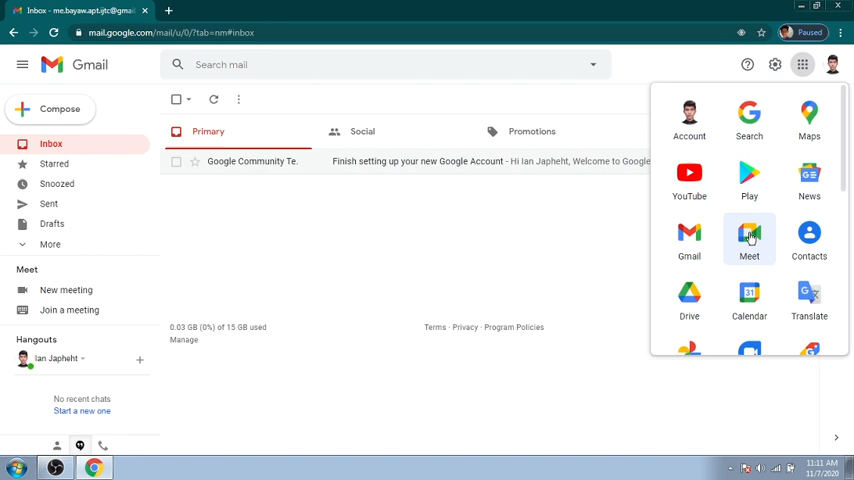 Inbox - me.bayaw.apt.ijtc@gmail
mail.google.com/mail/u/0/?tab=nm#inbox
Paused
Gmail
Search mail
Compose
Inbox
Starred
Snoozed
Sent
Drafts
More
Meet
New meeting
Join a meeting
Hangouts
Ian Japheht
No recent chats
Start a new one
Primary
Social
Promotions
Google Community Te.
Finish setting up your new Google Account - Hi Ian Japheht, Welcome to Google
0.03 GB (0%) of 15 GB used
Manage
Terms · Privacy · Program Policies
Account
Search
Maps
YouTube
Play
News
Gmail
Meet
Contacts
Drive
31
Calendar
Translate
11:11 AM
11/7/2020